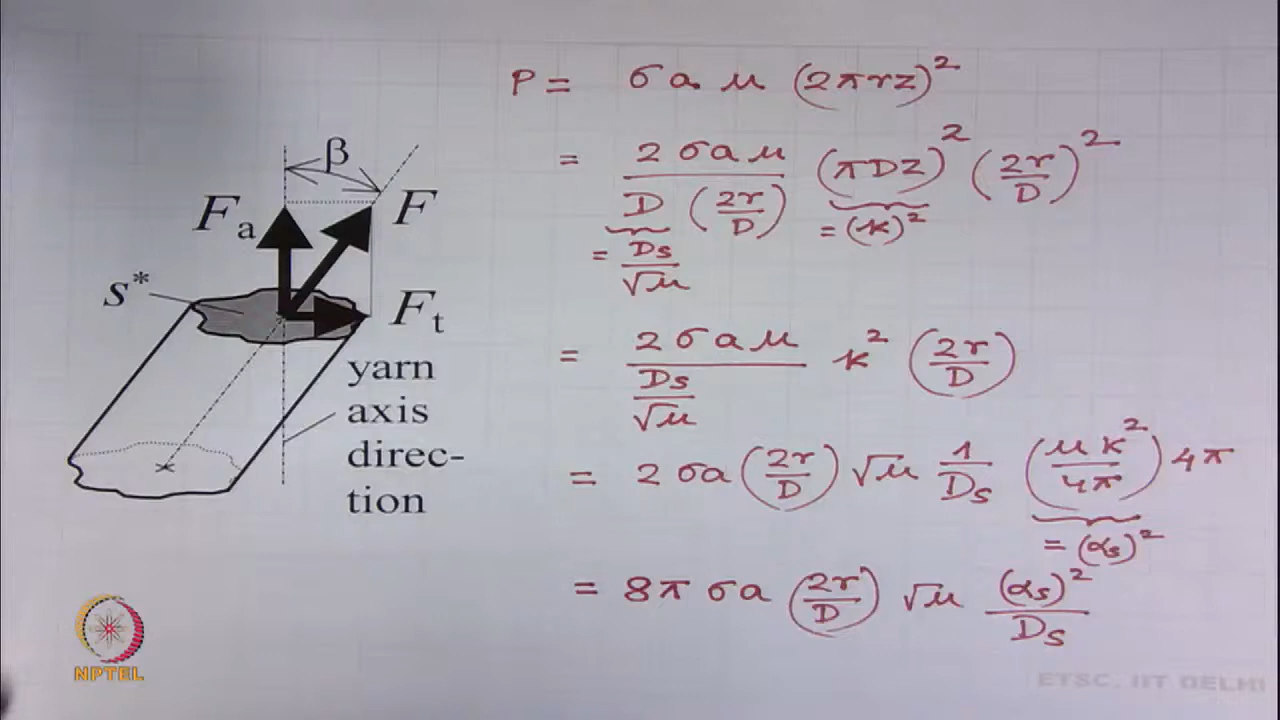 β
F
Fa
Ft
s*
yarn
axis
direc-
tion
P = σ a μ (2πrz)²
= 2σaμ / D (2r/D) (πDZ)² (2r/D)²
= Ds/√μ = (κ)²
= 2σaμ / (Ds/√μ) κ² (2r/D)
= 2σa (2r/D) √μ 1/Ds (μκ²/4π) 4π
= (αs)²
= 8π σa (2r/D) √μ (αs)²/Ds
NPTEL
ETSC, IIT DELHI